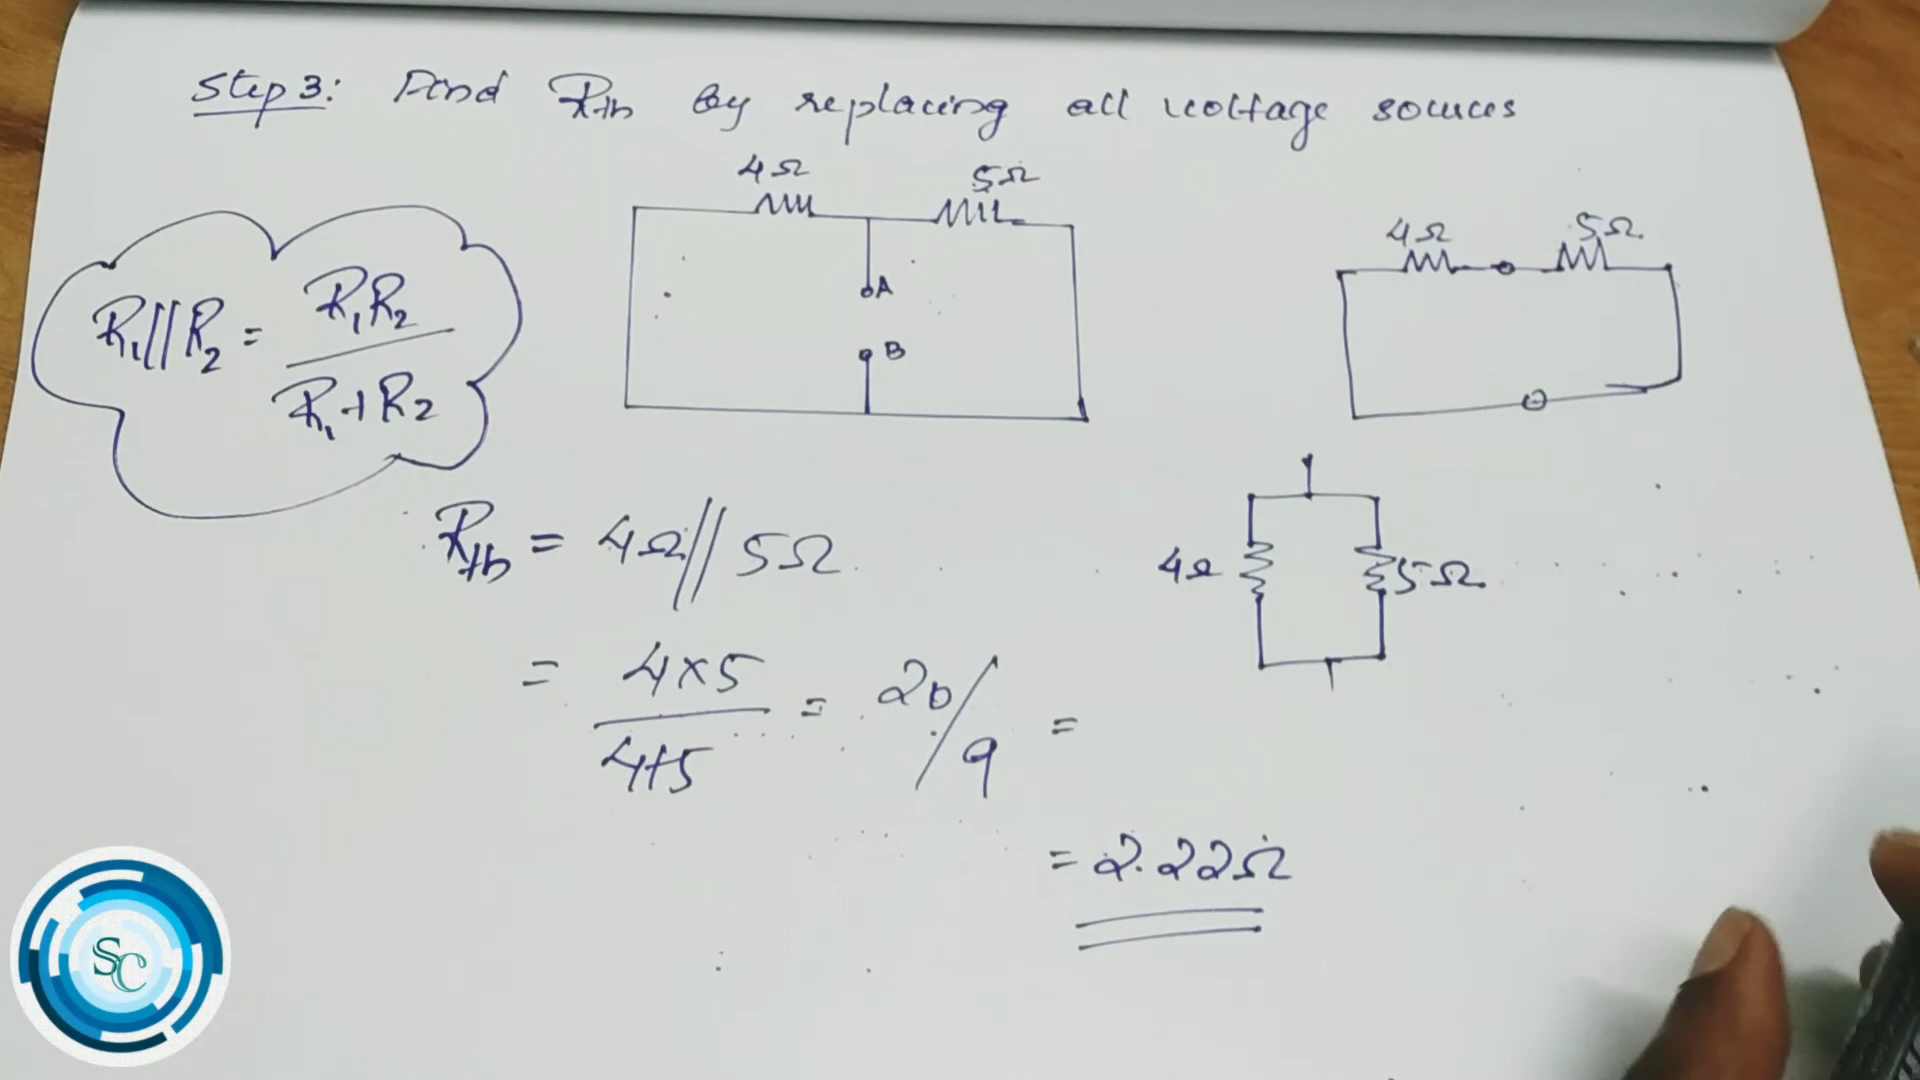 Step 3: Find Rth by replacing all voltage sources
4Ω 5Ω
4Ω 5Ω
R1//R2 = R1R2 / R1+R2
A
B
Rth = 4Ω//5Ω
4Ω 5Ω
= 4×5 / 4+5 = 20/9 =
= 2.22Ω
SC